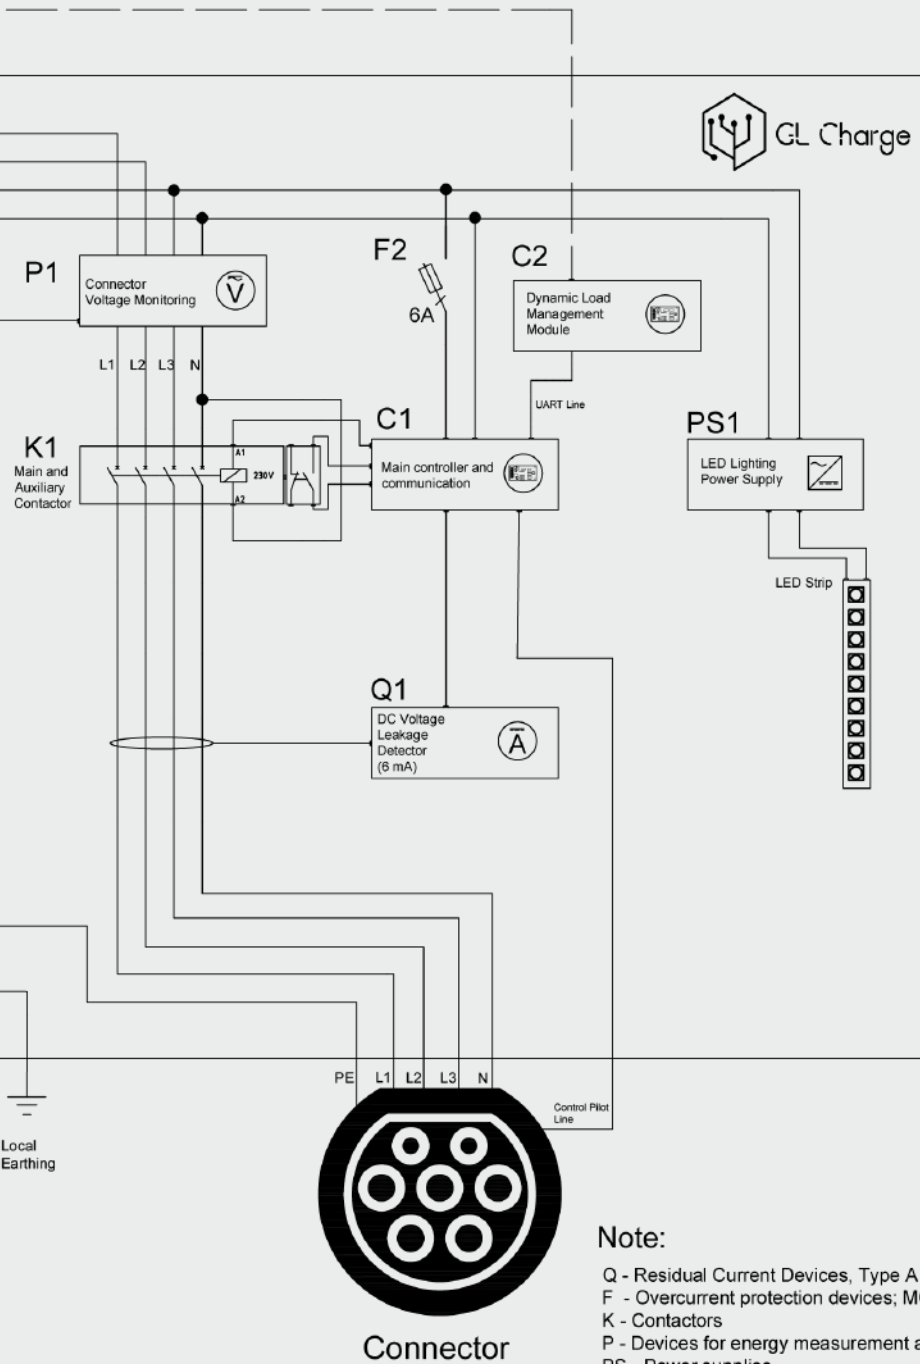 GL Charge
P1
Connector
Voltage Monitoring
Ṽ
F2
6A
C2
Dynamic Load
Management
Module
L1 L2 L3 N
UART Line
K1
Main and
Auxiliary
Contactor
A1
230V
A2
C1
Main controller and
communication
PS1
LED Lighting
Power Supply
LED Strip
Q1
DC Voltage
Leakage
Detector
(6 mA)
A
PE L1 L2 L3 N
Control Pilot
Line
Local
Earthing
Connector
Note:
Q - Residual Current Devices, Type A
F - Overcurrent protection devices;
K - Contactors
P - Devices for energy measurement
PS - Power supplies